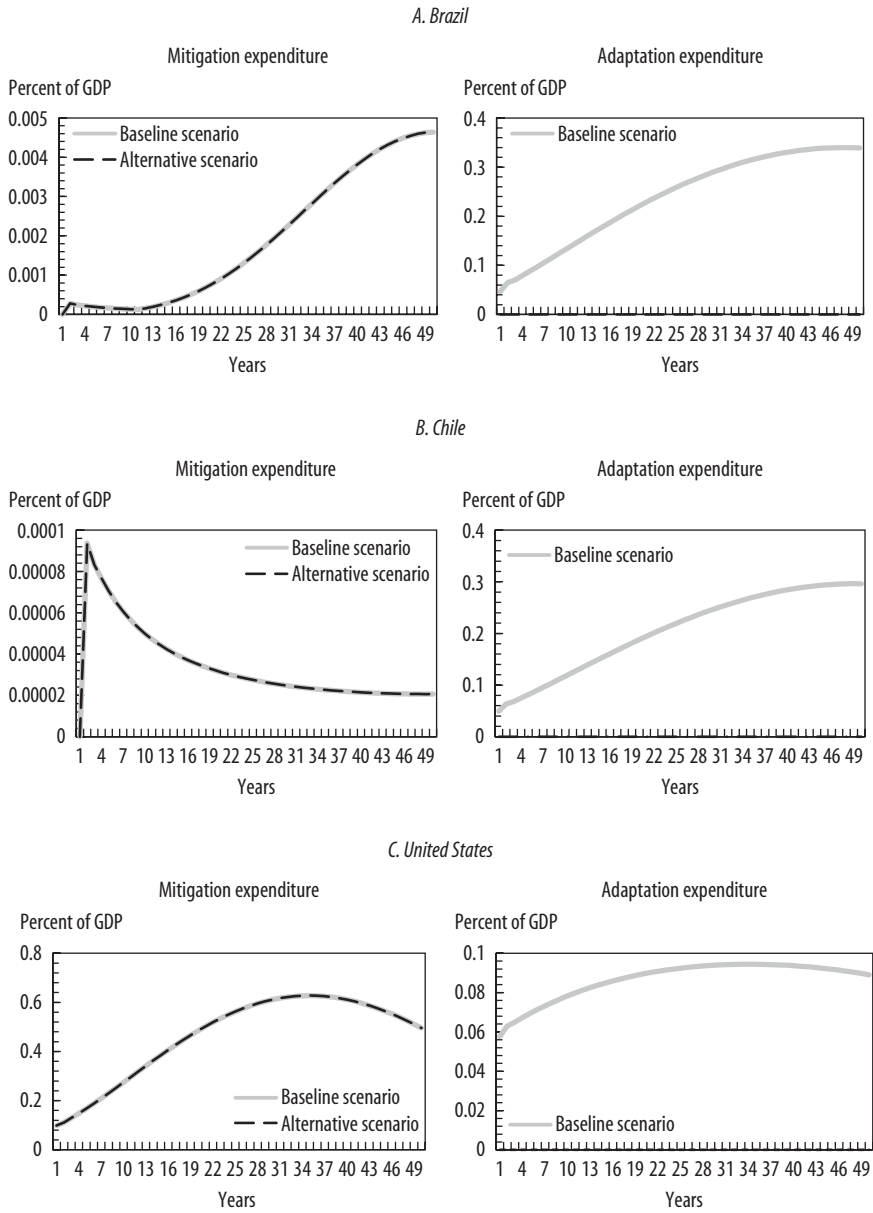 A. Brazil
Mitigation expenditure
Percent of GDP
0.005
0.004
0.003
0.002
0.001
0
Baseline scenario
Alternative scenario
1 4 7 10 13 16 19 22 25 28 31 34 37 40 43 46 49
Years
Adaptation expenditure
Percent of GDP
0.4
0.3
0.2
0.1
0
Baseline scenario
1 4 7 10 13 16 19 22 25 28 31 34 37 40 43 46 49
Years
B. Chile
Mitigation expenditure
Percent of GDP
0.0001
0.00008
0.00006
0.00004
0.00002
0
Baseline scenario
Alternative scenario
1 4 7 10 13 16 19 22 25 28 31 34 37 40 43 46 49
Years
Adaptation expenditure
Percent of GDP
0.4
0.3
0.2
0.1
0
Baseline scenario
1 4 7 10 13 16 19 22 25 28 31 34 37 40 43 46 49
Years
C. United States
Mitigation expenditure
Percent of GDP
0.8
0.6
0.4
0.2
0
Baseline scenario
Alternative scenario
1 4 7 10 13 16 19 22 25 28 31 34 37 40 43 46 49
Years
Adaptation expenditure
Percent of GDP
0.1
0.08
0.06
0.04
0.02
0
Baseline scenario
1 4 7 10 13 16 19 22 25 28 31 34 37 40 43 46 49
Years